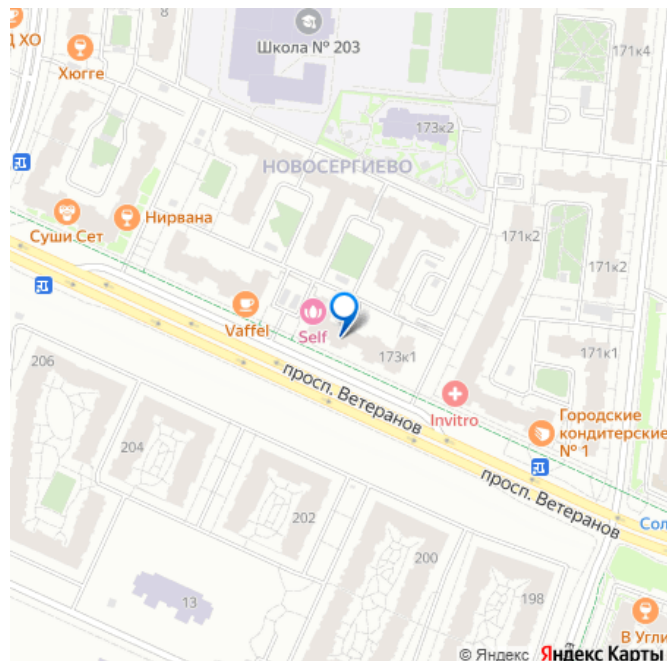 Д ХО
8
Хюгге
Школа № 203
171к4
173к2
НОВОСЕРГИЕВО
Нирвана
Суши Сет
171к2
171к2
Vaffel
Self
173к1
171к1
206
просп. Ветеранов
Invitro
Городские
кондитерские
№ 1
204
просп. Ветеранов
202
Сол
200
198
13
В Угли
© Яндекс Яндекс Карты